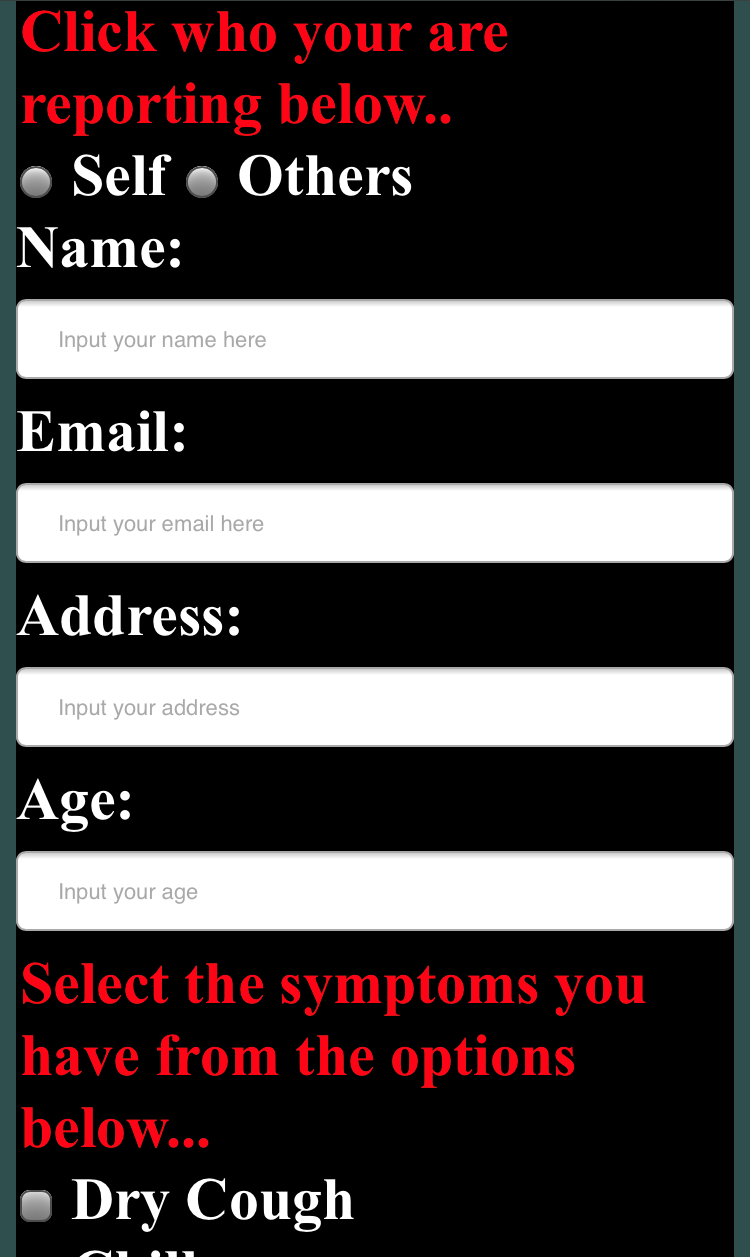 Click who your are
reporting below..
Self Others
Name:
Input your name here
Email:
Input your email here
Address:
Input your address
Age:
Input your age
Select the symptoms you
have from the options
below...
Dry Cough